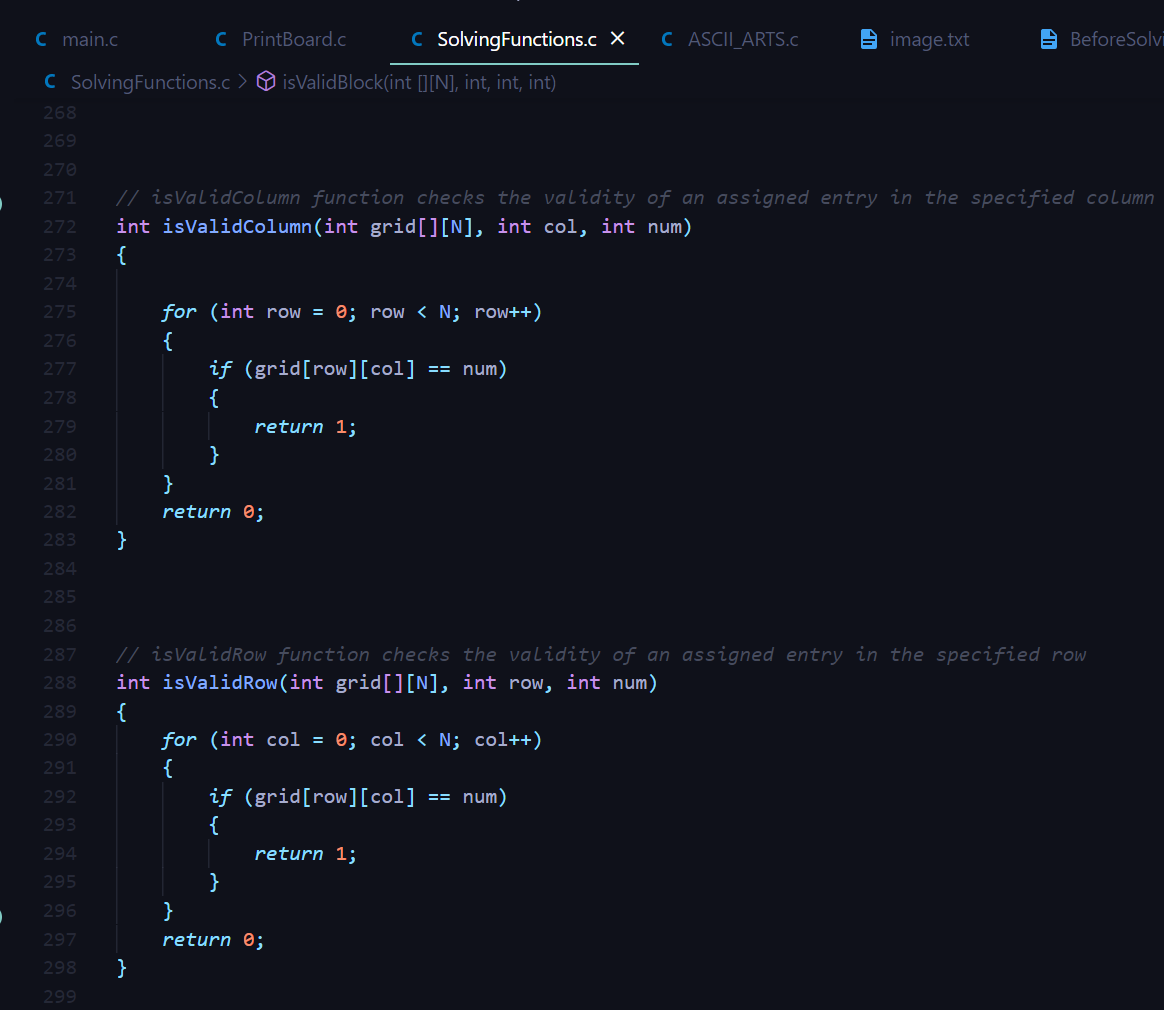 C main.c C PrintBoard.c C SolvingFunctions.c C ASCII_ARTS.c image.txt BeforeSolvi
C SolvingFunctions.c > isValidBlock(int [][N], int, int, int)
268
269
270
271 // isValidColumn function checks the validity of an assigned entry in the specified column
272 int isValidColumn(int grid[][N], int col, int num)
273 {
274
275 for (int row = 0; row < N; row++)
276 {
277 if (grid[row][col] == num)
278 {
279 return 1;
280 }
281 }
282 return 0;
283 }
284
285
286
287 // isValidRow function checks the validity of an assigned entry in the specified row
288 int isValidRow(int grid[][N], int row, int num)
289 {
290 for (int col = 0; col < N; col++)
291 {
292 if (grid[row][col] == num)
293 {
294 return 1;
295 }
296 }
297 return 0;
298 }
299